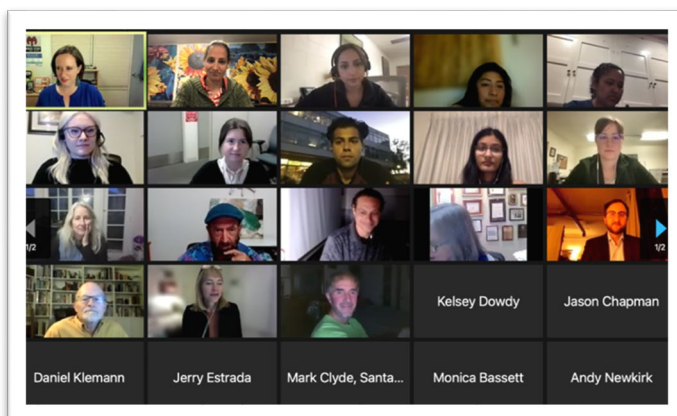 1/2
1/2
Kelsey Dowdy
Jason Chapman
Daniel Klemann
Jerry Estrada
Mark Clyde, Santa...
Monica Bassett
Andy Newkirk